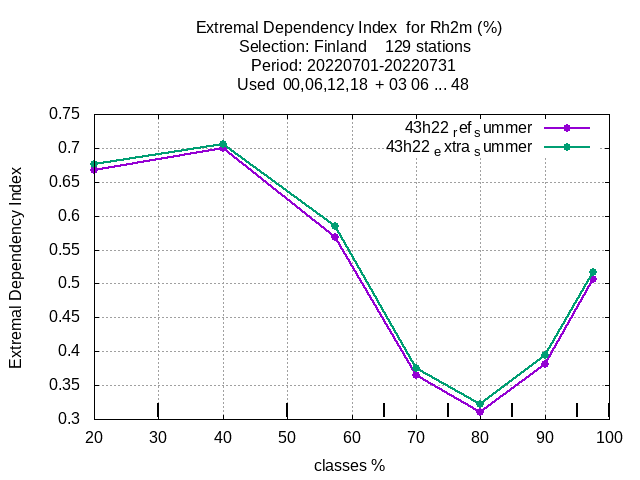 Extremal Dependency Index for Rh2m (%)
Selection: Finland 129 stations
Period: 20220701-20220731
Used 00,06,12,18 + 03 06 ... 48
43h22 ref summer
43h22 extra summer
0.75
0.7
0.65
0.6
0.55
0.5
0.45
0.4
0.35
0.3
Extremal Dependency Index
20 30 40 50 60 70 80 90 100
classes %